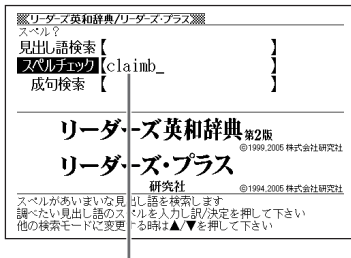 リーダーズ英和辞典/リーダーズ・プラス
スペル?
見出し語検索【 】
スペルチェック【claimb_ 】
成句検索【 】
リーダーズ英和辞典第2版
©1999,2005 株式会社研究社
リーダーズ・プラス
研究社 ©1994,2005 株式会社研究社
スペルがあいまいな見出し語を検索します
調べたい見出し語のスペルを入力し訳/決定を押して下さい
他の検索モードに変更する時は▲/▼を押して下さい